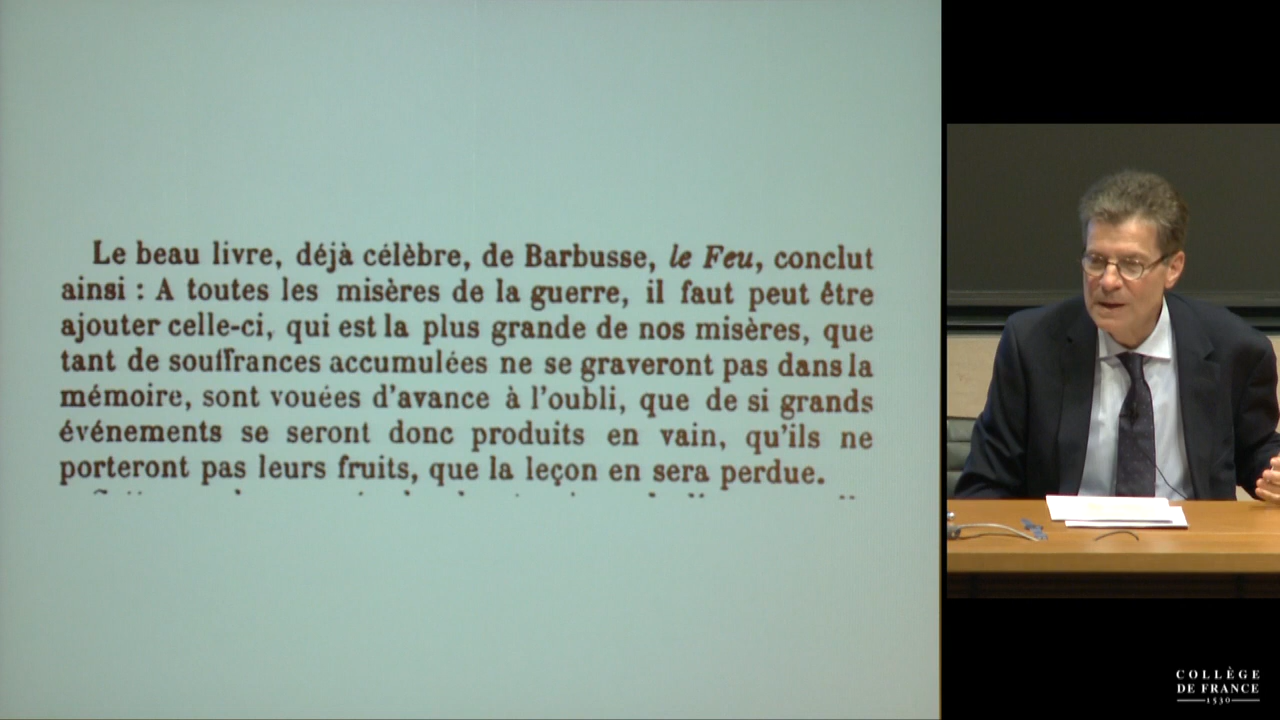 Le beau livre, déjà célèbre, de Barbusse, le Feu, conclut
ainsi : A toutes les misères de la guerre, il faut peut être
ajouter celle-ci, qui est la plus grande de nos misères, que
tant de souffrances accumulées ne se graveront pas dans la
mémoire, sont vouées d'avance à l'oubli, que de si grands
événements se seront donc produits en vain, qu'ils ne
porteront pas leurs fruits, que la leçon en sera perdue.
COLLÈGE
DE FRANCE
1530